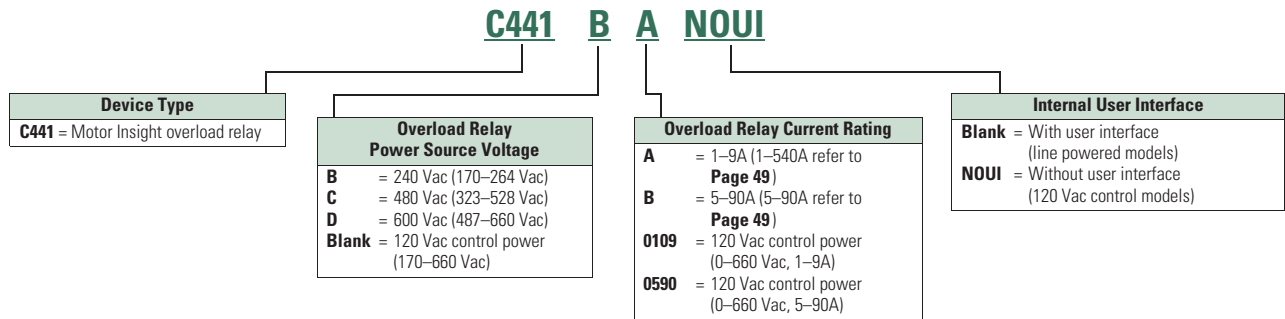 C441 B A NOUI
Device Type
C441 = Motor Insight overload relay
Overload Relay
Power Source Voltage
B = 240 Vac (170–264 Vac)
C = 480 Vac (323–528 Vac)
D = 600 Vac (487–660 Vac)
Blank = 120 Vac control power
(170–660 Vac)
Overload Relay Current Rating
A = 1–9A (1–540A refer to
Page 49)
B = 5–90A (5–90A refer to
Page 49)
0109 = 120 Vac control power
(0–660 Vac, 1–9A)
0590 = 120 Vac control power
(0–660 Vac, 5–90A)
Internal User Interface
Blank = With user interface
(line powered models)
NOUI = Without user interface
(120 Vac control models)